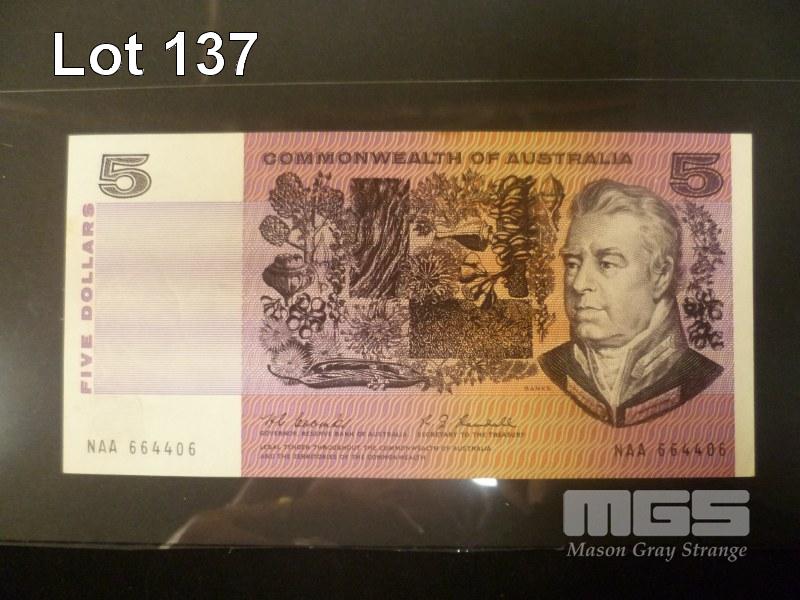 Lot 137
5
COMMONWEALTH OF AUSTRALIA
5
FIVE DOLLARS
BANKS
GOVERNOR, RESERVE BANK OF AUSTRALIA
SECRETARY TO THE TREASURY
LEGAL TENDER THROUGHOUT THE COMMONWEALTH OF AUSTRALIA
AND THE TERRITORIES OF THE COMMONWEALTH
NAA 664406
NAA 664406
MGS
Mason Gray Strange